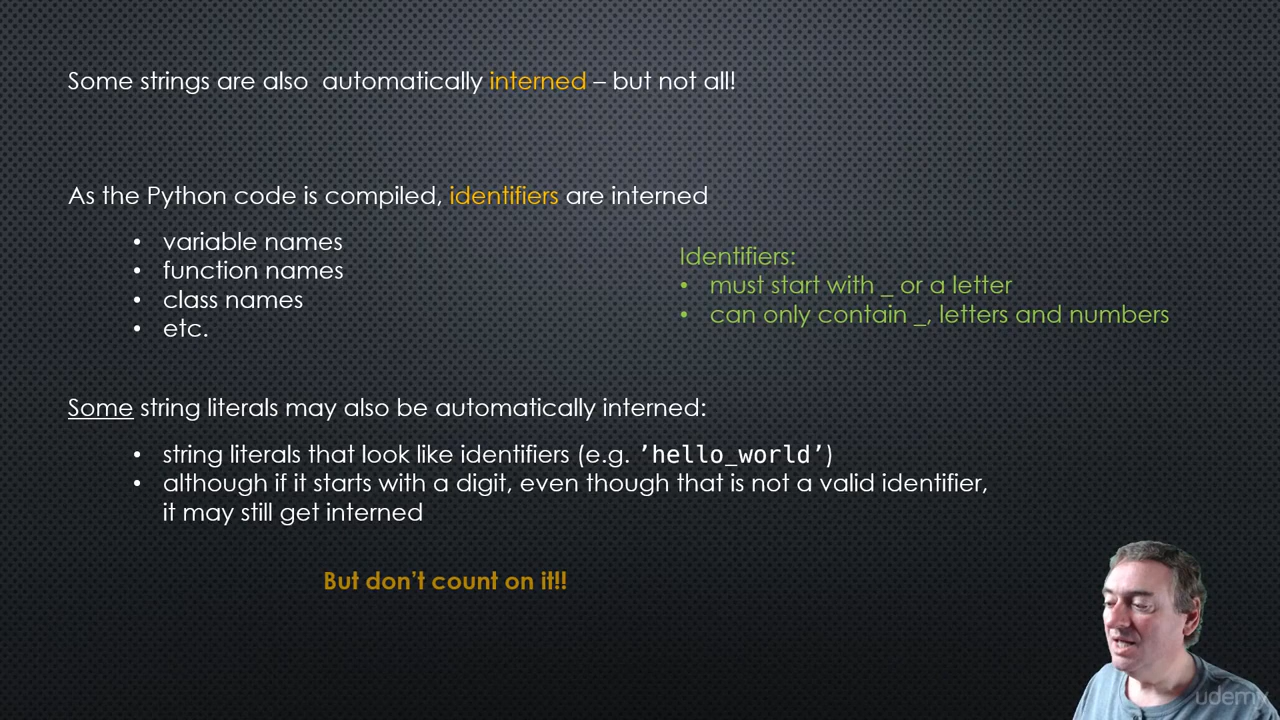 Some strings are also automatically interned – but not all!
As the Python code is compiled, identifiers are interned
• variable names
• function names
• class names
• etc.
Identifiers:
• must start with _ or a letter
• can only contain _, letters and numbers
Some string literals may also be automatically interned:
• string literals that look like identifiers (e.g. ’hello_world’)
• although if it starts with a digit, even though that is not a valid identifier,
it may still get interned
But don’t count on it!!
udemy